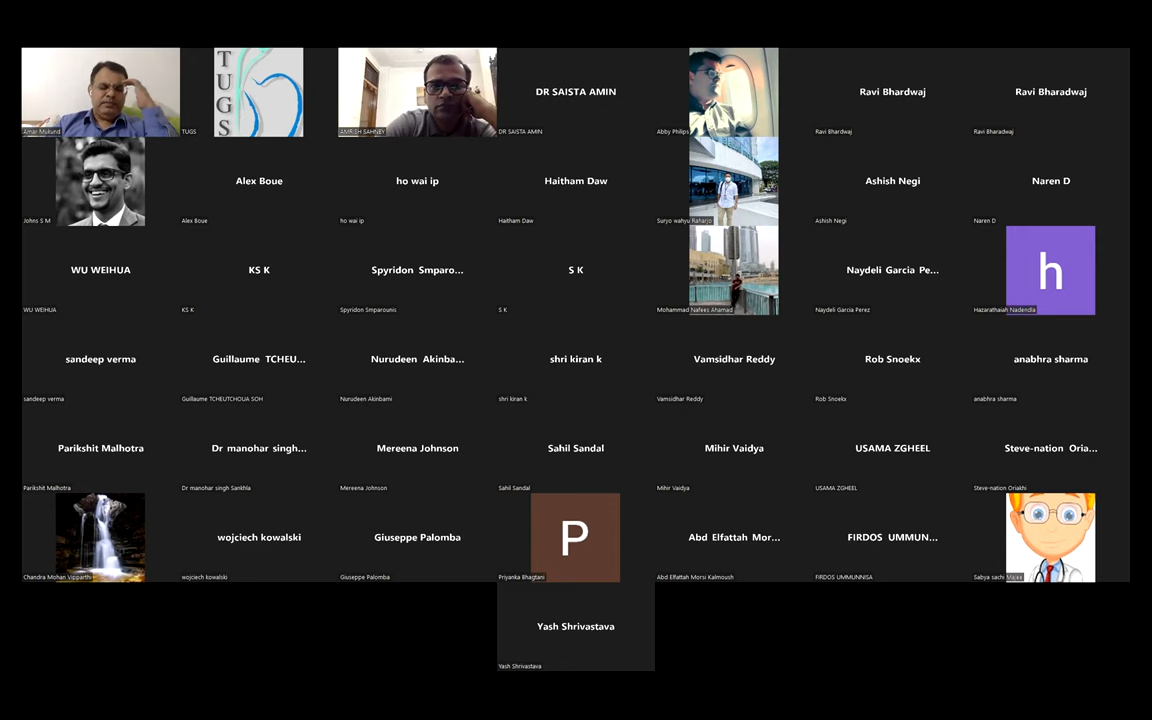 TUGS
DR SAISTA AMIN
Ravi Bhardwaj
Ravi Bharadwaj
Amar Mukund
TUGS
AMRISH SAHNEY
DR SAISTA AMIN
Abby Philips
Ravi Bhardwaj
Ravi Bharadwaj
Alex Boue
ho wai ip
Haitham Daw
Ashish Negi
Naren D
Johns S M
Alex Boue
ho wai ip
Haitham Daw
Suryo wahyu Raharjo
Ashish Negi
Naren D
WU WEIHUA
KS K
Spyridon Smparo...
S K
Naydeli Garcia Pe...
h
WU WEIHUA
KS K
Spyridon Smparounis
S K
Mohammad Nafees Ahamad
Naydeli Garcia Perez
Hazarathaiah Nadendla
sandeep verma
Guillaume TCHEU...
Nurudeen Akinba...
shri kiran k
Vamsidhar Reddy
Rob Snoekx
anabhra sharma
sandeep verma
Guillaume TCHEUTCHOUA SOH
Nurudeen Akinbami
shri kiran k
Vamsidhar Reddy
Rob Snoekx
anabhra sharma
Parikshit Malhotra
Dr manohar singh...
Mereena Johnson
Sahil Sandal
Mihir Vaidya
USAMA ZGHEEL
Steve-nation Oria...
Parikshit Malhotra
Dr manohar singh Sankhla
Mereena Johnson
Sahil Sandal
Mihir Vaidya
USAMA ZGHEEL
Steve-nation Oriakhi
wojciech kowalski
Giuseppe Palomba
P
Abd Elfattah Mor...
FIRDOS UMMUN...
Chandra Mohan Vipparthi
wojciech kowalski
Giuseppe Palomba
Priyanka Bhagtani
Abd Elfattah Morsi Kalmoush
FIRDOS UMMUNNISA
Sabya sachi Majee
Yash Shrivastava
Yash Shrivastava